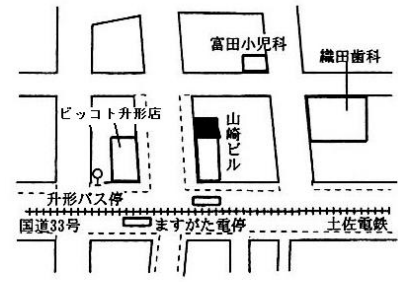 富田小児科
織田歯科
ビッコト升形店
山崎ビル
升形バス停
国道33号
ますがた電停
土佐電鉄